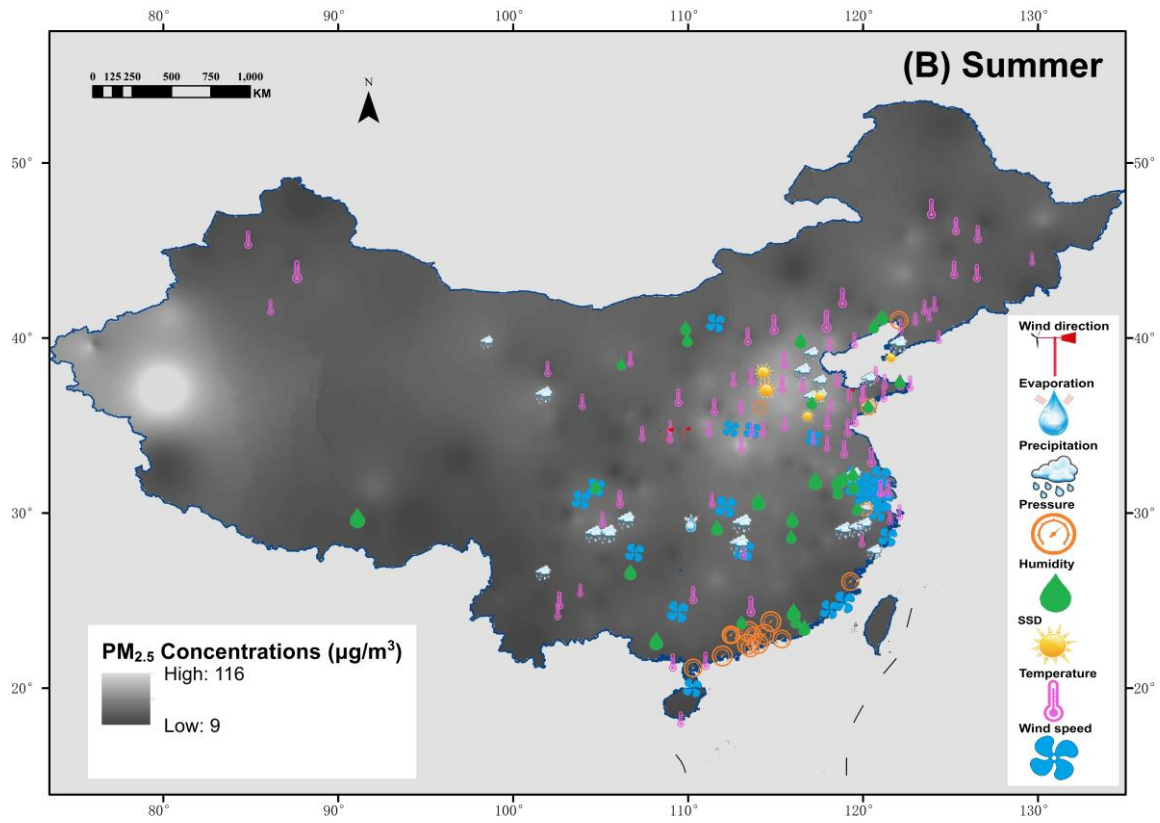 80° 90° 100° 110° 120° 130°
(B) Summer
0 125 250 500 750 1,000
KM
N
50° 50°
40° 40°
30° 30°
20° 20°
Wind direction
Evaporation
Precipitation
Pressure
Humidity
SSD
Temperature
Wind speed
PM2.5 Concentrations (µg/m³)
High: 116
Low: 9
80° 90° 100° 110° 120° 130°